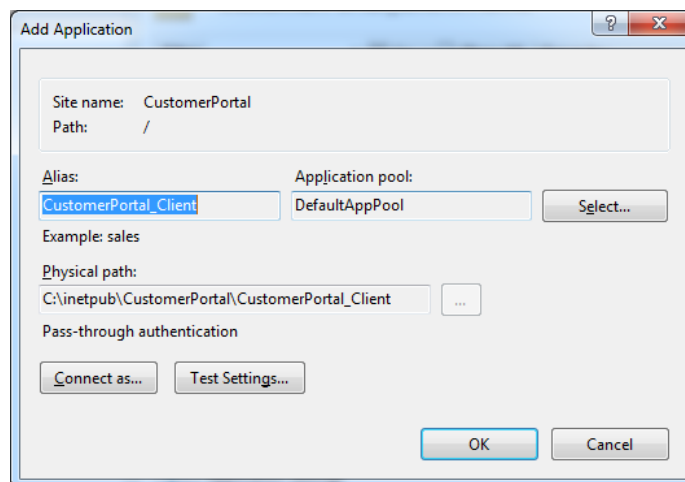 Add Application
Site name: CustomerPortal
Path: /
Alias: Application pool:
CustomerPortal_Client DefaultAppPool Select...
Example: sales
Physical path:
C:\inetpub\CustomerPortal\CustomerPortal_Client ...
Pass-through authentication
Connect as... Test Settings...
OK Cancel